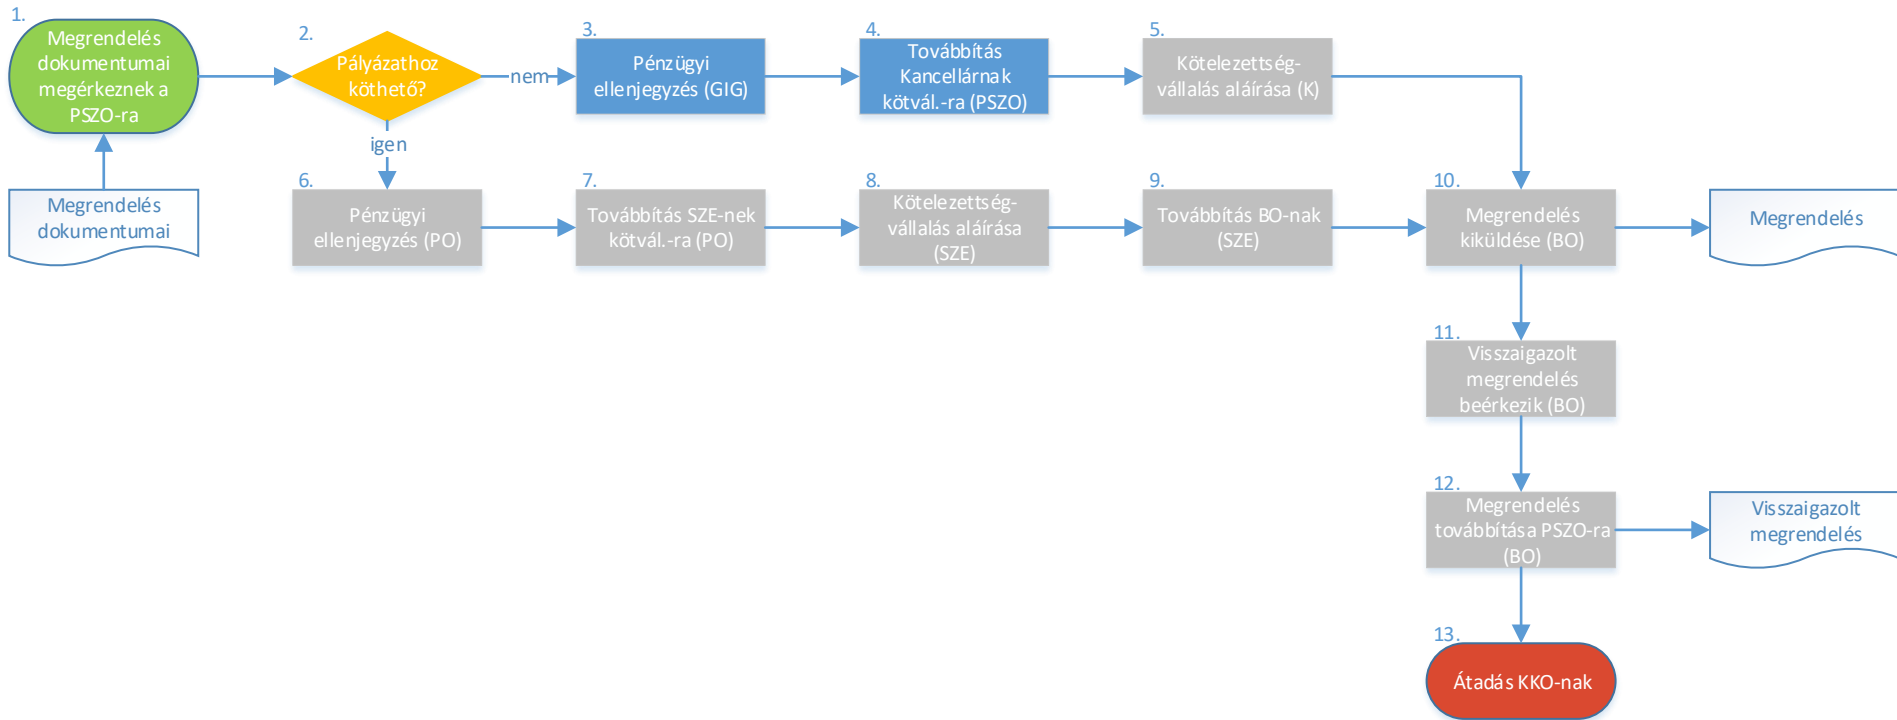 1.
Megrendelés
dokumentumai
megérkeznek a
PSZO-ra
Megrendelés
dokumentumai
2.
Pályázathoz
köthető?
nem
igen
3.
Pénzügyi
ellenjegyzés (GIG)
4.
Továbbítás
Kancellárnak
kötvál.-ra (PSZO)
5.
Kötelezettség-
vállalás aláírása (K)
6.
Pénzügyi
ellenjegyzés (PO)
7.
Továbbítás SZE-nek
kötvál.-ra (PO)
8.
Kötelezettség-
vállalás aláírása
(SZE)
9.
Továbbítás BO-nak
(SZE)
10.
Megrendelés
kiküldése (BO)
Megrendelés
11.
Visszaigazolt
megrendelés
beérkezik (BO)
12.
Megrendelés
továbbítása PSZO-ra
(BO)
Visszaigazolt
megrendelés
13.
Átadás KKO-nak